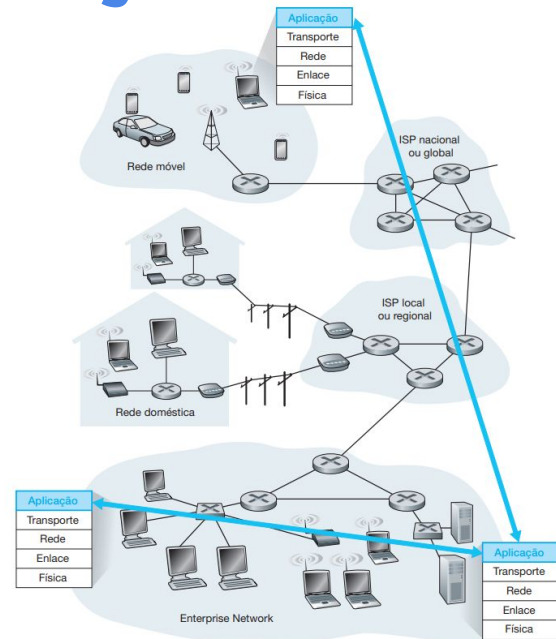 Aplicação
Transporte
Rede
Enlace
Física
ISP nacional
ou global
Rede móvel
ISP local
ou regional
Rede doméstica
Aplicação
Transporte
Rede
Enlace
Física
Aplicação
Transporte
Rede
Enlace
Física
Enterprise Network